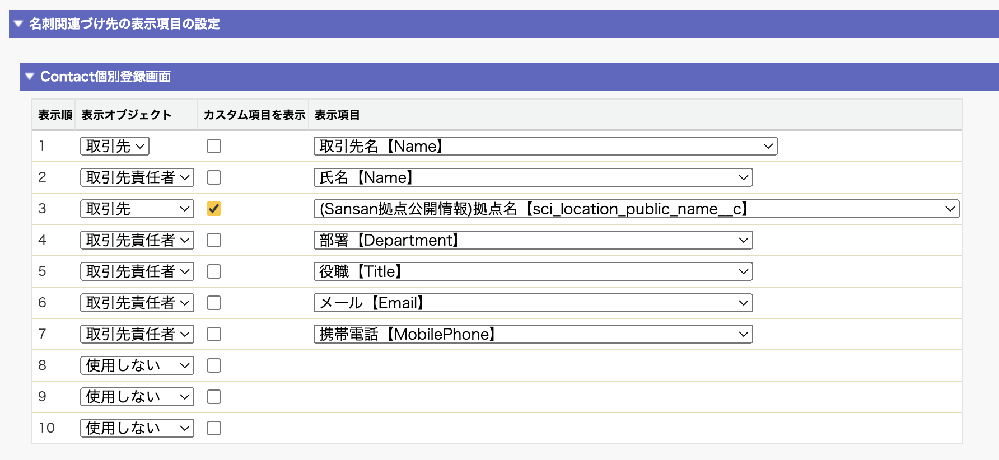 名刺関連づけ先の表示項目の設定
Contact個別登録画面
表示順 表示オブジェクト カスタム項目を表示 表示項目
1 取引先 取引先名【Name】
2 取引先責任者 氏名【Name】
3 取引先 (Sansan拠点公開情報)拠点名【sci_location_public_name__c】
4 取引先責任者 部署【Department】
5 取引先責任者 役職【Title】
6 取引先責任者 メール【Email】
7 取引先責任者 携帯電話【MobilePhone】
8 使用しない
9 使用しない
10 使用しない